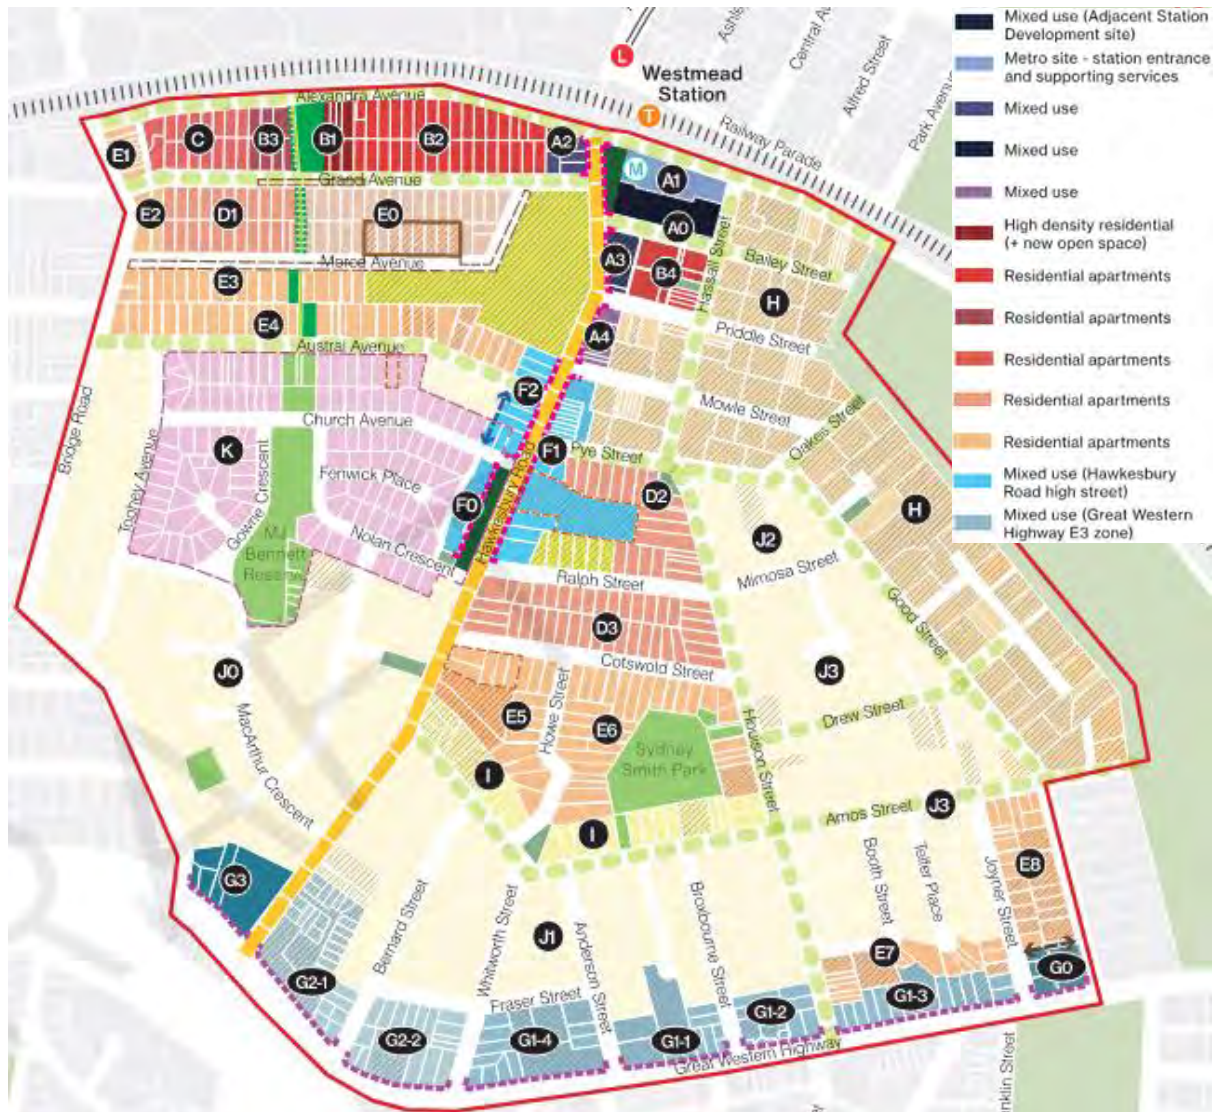 Mixed use (Adjacent Station
Development site)
Metro site - station entrance
and supporting services
Mixed use
Mixed use
Mixed use
High density residential
(+ new open space)
Residential apartments
Residential apartments
Residential apartments
Residential apartments
Residential apartments
Mixed use (Hawkesbury
Road high street)
Mixed use (Great Western
Highway E3 zone)
Central Av
Alfred Street
Park Avenue
L
Westmead
Station
T
Railway Parade
Alexandra Avenue
E1
C
B3
B1
B2
A2
M
A1
Grand Avenue
E2
D1
E0
A0
A3
B4
Hassall Street
Bailey Street
H
Morce Avenue
E3
E4
A4
Priddle Street
Austral Avenue
F2
Mowle Street
Oakes Street
Bridge Road
Church Avenue
K
Toohey Avenue
Gowrie Crescent
Fenwick Place
F1
Pye Street
F0
Hawkesbury Road
D2
H
Nolan Crescent
MJ
Bennett
Reserve
J2
Mimosa Street
Ralph Street
Good Street
D3
Cotswold Street
J0
J3
MacArthur Crescent
E5
Howe Street
E6
Houison Street
Drew Street
Sydney
Smith Park
I
I
Amos Street
J3
Booth Street
Telfer Place
Joyner Street
E8
G3
Bernard Street
Whitworth Street
J1
Anderson Street
Broxbourne Street
E7
G0
G2-1
Fraser Street
G1-2
G1-3
G2-2
G1-4
G1-1
Great Western Highway
nklin Street